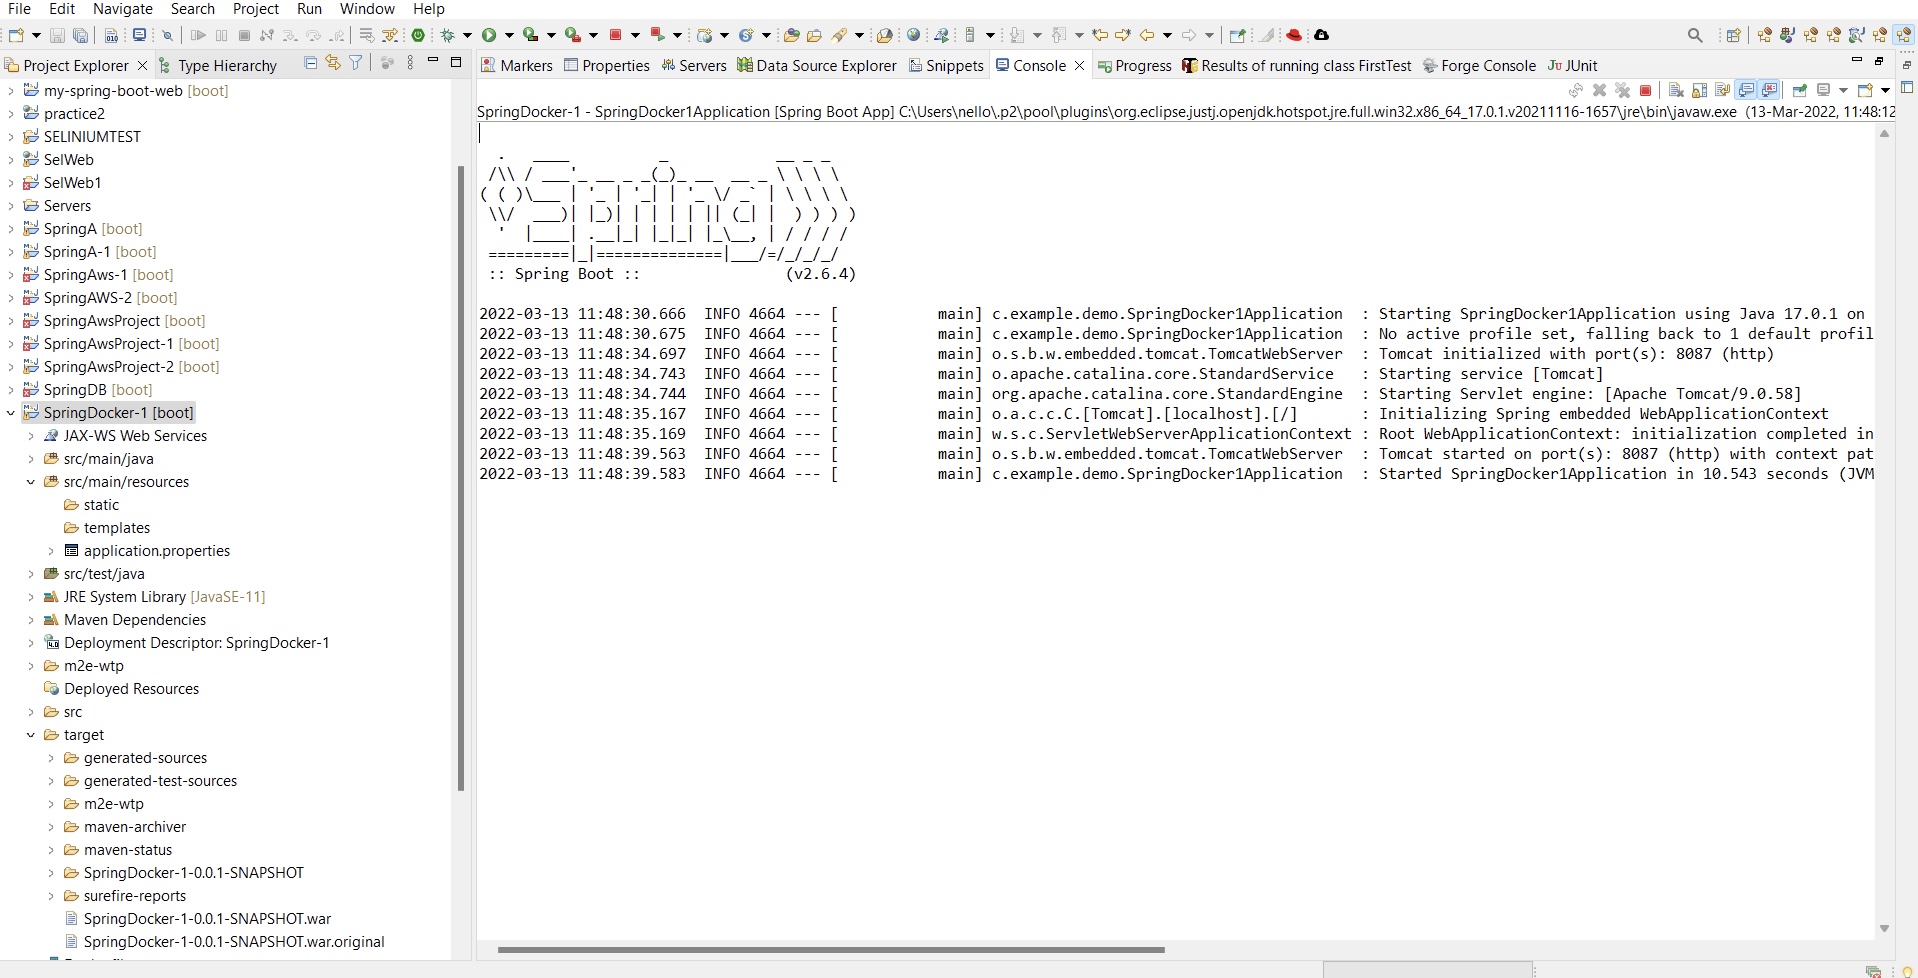 File Edit Navigate Search Project Run Window Help
Project Explorer
Type Hierarchy
my-spring-boot-web [boot]
practice2
SELINIUMTEST
SelWeb
SelWeb1
Servers
SpringA [boot]
SpringA-1 [boot]
SpringAws-1 [boot]
SpringAWS-2 [boot]
SpringAwsProject [boot]
SpringAwsProject-1 [boot]
SpringAwsProject-2 [boot]
SpringDB [boot]
SpringDocker-1 [boot]
JAX-WS Web Services
src/main/java
src/main/resources
static
templates
application.properties
src/test/java
JRE System Library [JavaSE-11]
Maven Dependencies
Deployment Descriptor: SpringDocker-1
m2e-wtp
Deployed Resources
src
target
generated-sources
generated-test-sources
m2e-wtp
maven-archiver
maven-status
SpringDocker-1-0.0.1-SNAPSHOT
surefire-reports
SpringDocker-1-0.0.1-SNAPSHOT.war
SpringDocker-1-0.0.1-SNAPSHOT.war.original
Markers Properties Servers Data Source Explorer Snippets Console Progress Results of running class FirstTest Forge Console JUnit
SpringDocker-1 - SpringDocker1Application [Spring Boot App] C:\Users\nello\.p2\pool\plugins\org.eclipse.justj.openjdk.hotspot.jre.full.win32.x86_64_17.0.1.v20211116-1657\jre\bin\javaw.exe (13-Mar-2022, 11:48:12
Spring
:: Spring Boot :: (v2.6.4)
2022-03-13 11:48:30.666 INFO 4664 --- [ main] c.example.demo.SpringDocker1Application : Starting SpringDocker1Application using Java 17.0.1 on
2022-03-13 11:48:30.675 INFO 4664 --- [ main] c.example.demo.SpringDocker1Application : No active profile set, falling back to 1 default profil
2022-03-13 11:48:34.697 INFO 4664 --- [ main] o.s.b.w.embedded.tomcat.TomcatWebServer : Tomcat initialized with port(s): 8087 (http)
2022-03-13 11:48:34.743 INFO 4664 --- [ main] o.apache.catalina.core.StandardService : Starting service [Tomcat]
2022-03-13 11:48:34.744 INFO 4664 --- [ main] org.apache.catalina.core.StandardEngine : Starting Servlet engine: [Apache Tomcat/9.0.58]
2022-03-13 11:48:35.167 INFO 4664 --- [ main] o.a.c.c.C.[Tomcat].[localhost].[/] : Initializing Spring embedded WebApplicationContext
2022-03-13 11:48:35.169 INFO 4664 --- [ main] w.s.c.ServletWebServerApplicationContext : Root WebApplicationContext: initialization completed in
2022-03-13 11:48:39.563 INFO 4664 --- [ main] o.s.b.w.embedded.tomcat.TomcatWebServer : Tomcat started on port(s): 8087 (http) with context pat
2022-03-13 11:48:39.583 INFO 4664 --- [ main] c.example.demo.SpringDocker1Application : Started SpringDocker1Application in 10.543 seconds (JVM